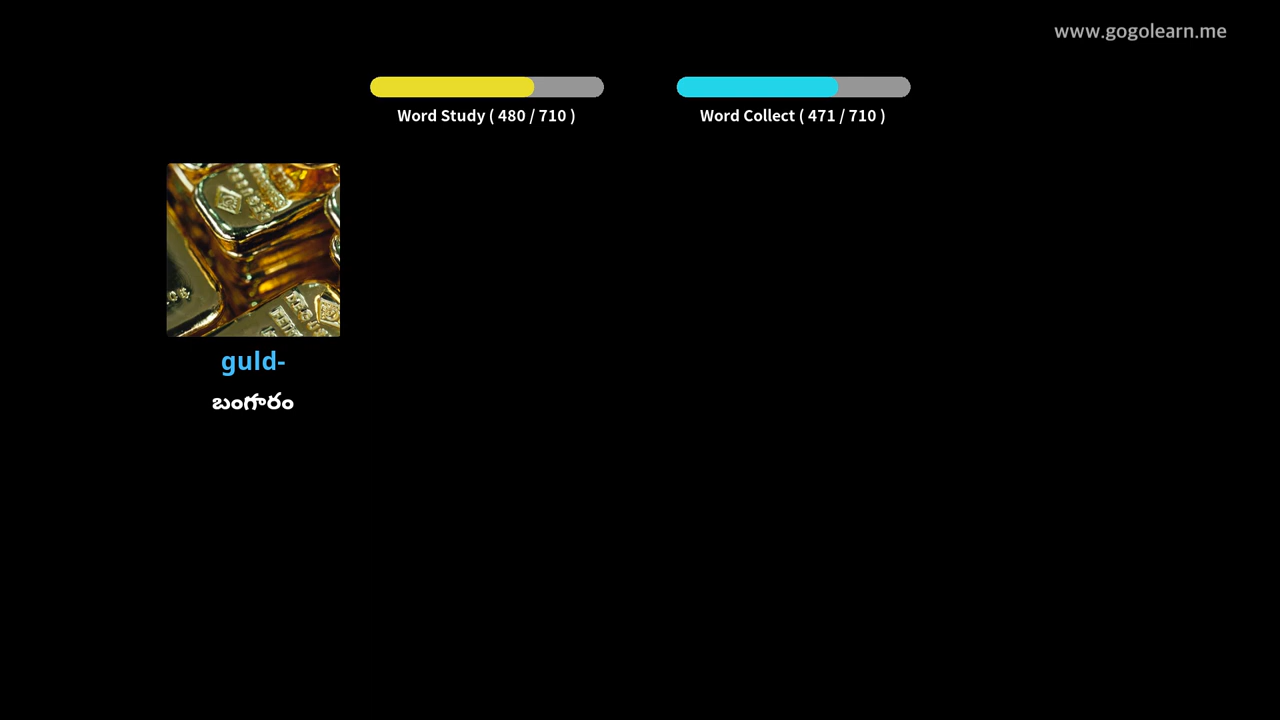 www.gogolearn.me
Word Study ( 480 / 710 )
Word Collect ( 471 / 710 )
guld-
బంగారం